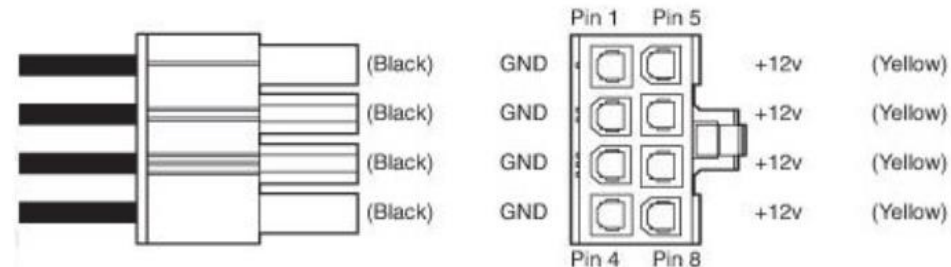 Pin 1 Pin 5
(Black) GND +12v (Yellow)
(Black) GND +12v (Yellow)
(Black) GND +12v (Yellow)
(Black) GND +12v (Yellow)
Pin 4 Pin 8